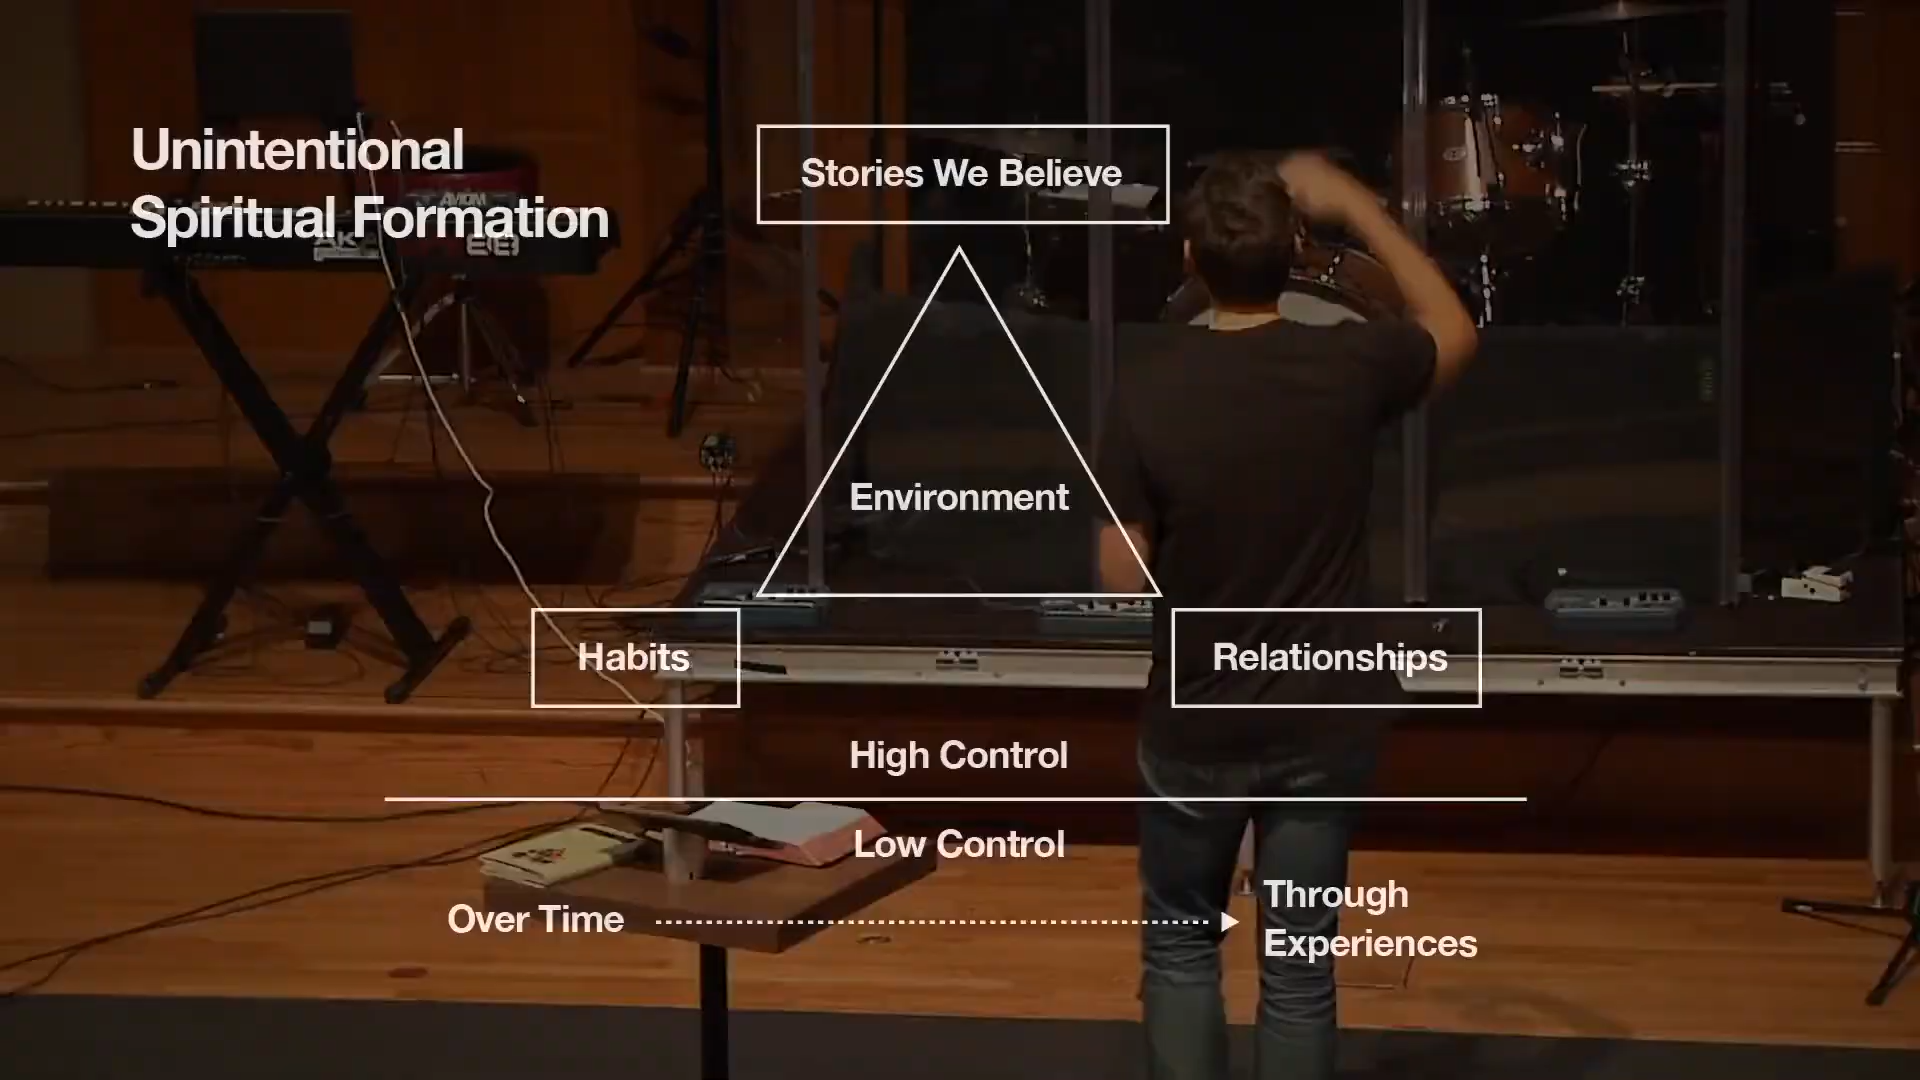 Unintentional
Spiritual Formation
Stories We Believe
Environment
Habits
Relationships
High Control
Low Control
Over Time
Through
Experiences